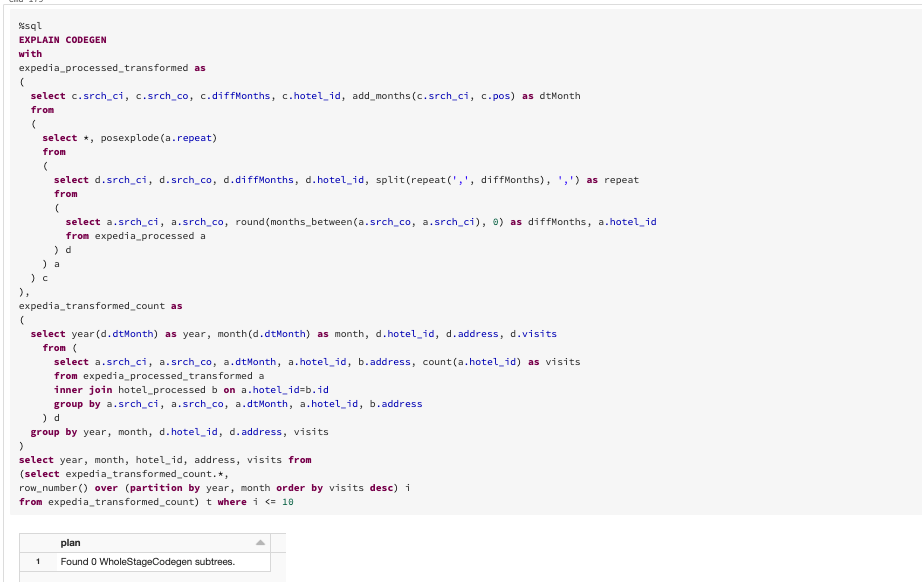 %sql
EXPLAIN CODEGEN
with
expedia_processed_transformed as
(
select c.srch_ci, c.srch_co, c.diffMonths, c.hotel_id, add_months(c.srch_ci, c.pos) as dtMonth
from
(
select *, posexplode(a.repeat)
from
(
select d.srch_ci, d.srch_co, d.diffMonths, d.hotel_id, split(repeat(',', diffMonths), ',') as repeat
from
(
select a.srch_ci, a.srch_co, round(months_between(a.srch_co, a.srch_ci), 0) as diffMonths, a.hotel_id
from expedia_processed a
) d
) a
) c
),
expedia_transformed_count as
(
select year(d.dtMonth) as year, month(d.dtMonth) as month, d.hotel_id, d.address, d.visits
from (
select a.srch_ci, a.srch_co, a.dtMonth, a.hotel_id, b.address, count(a.hotel_id) as visits
from expedia_processed_transformed a
inner join hotel_processed b on a.hotel_id=b.id
group by a.srch_ci, a.srch_co, a.dtMonth, a.hotel_id, b.address
) d
group by year, month, d.hotel_id, d.address, visits
)
select year, month, hotel_id, address, visits from
(select expedia_transformed_count.*,
row_number() over (partition by year, month order by visits desc) i
from expedia_transformed_count) t where i <= 10
plan
1 Found 0 WholeStageCodegen subtrees.